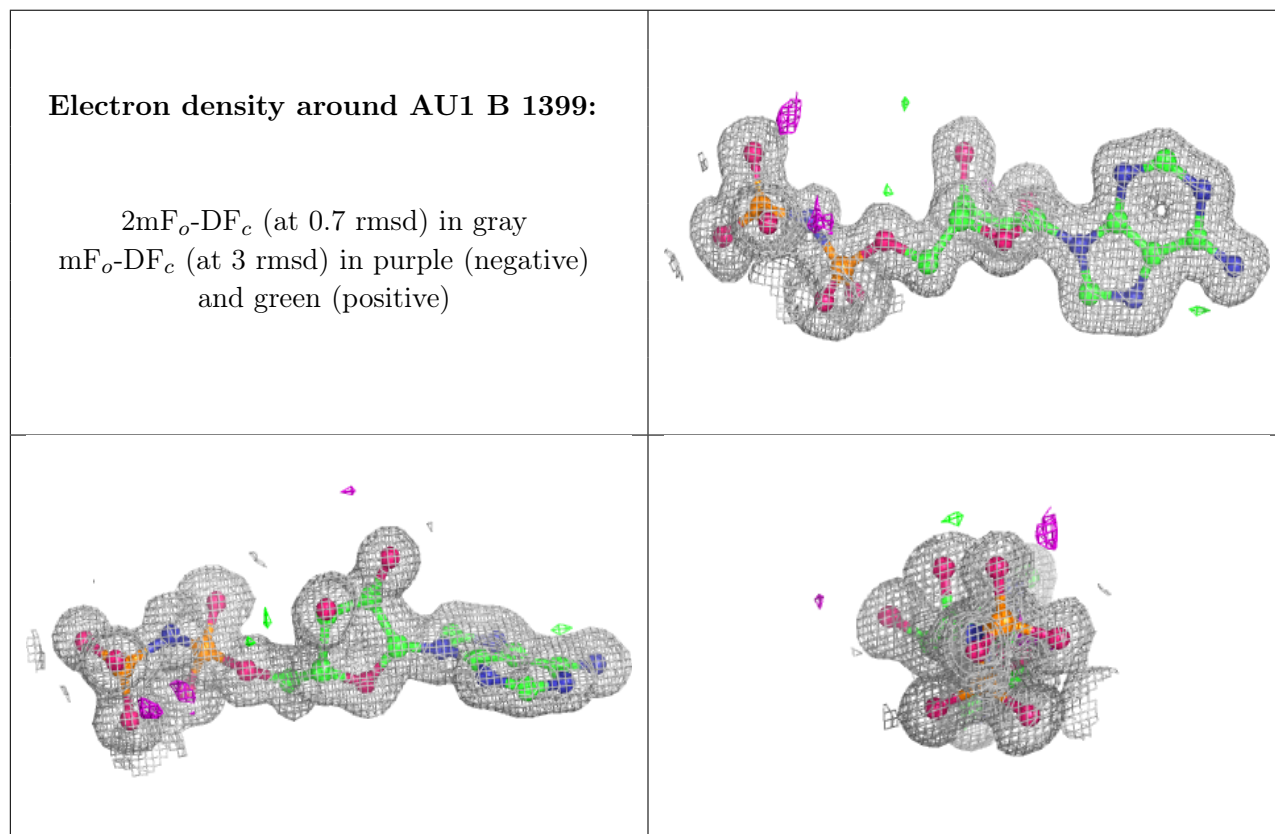 Electron density around AU1 B 1399:
2mFo-DFc (at 0.7 rmsd) in gray
mFo-DFc (at 3 rmsd) in purple (negative)
and green (positive)